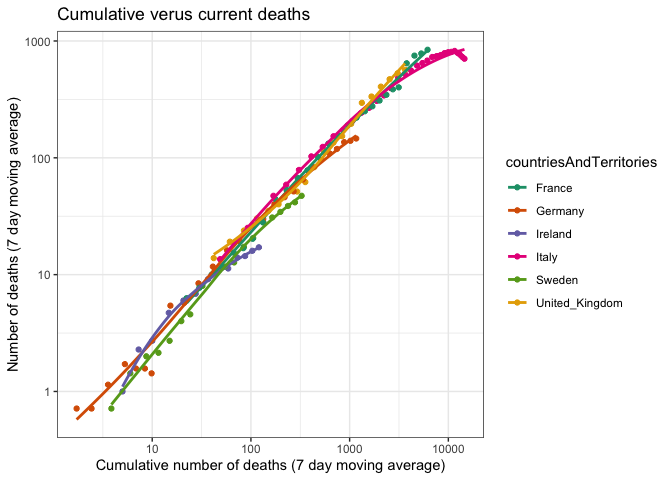 Cumulative verus current deaths
1000
100
10
1
Number of deaths (7 day moving average)
10
100
1000
10000
Cumulative number of deaths (7 day moving average)
countriesAndTerritories
France
Germany
Ireland
Italy
Sweden
United_Kingdom